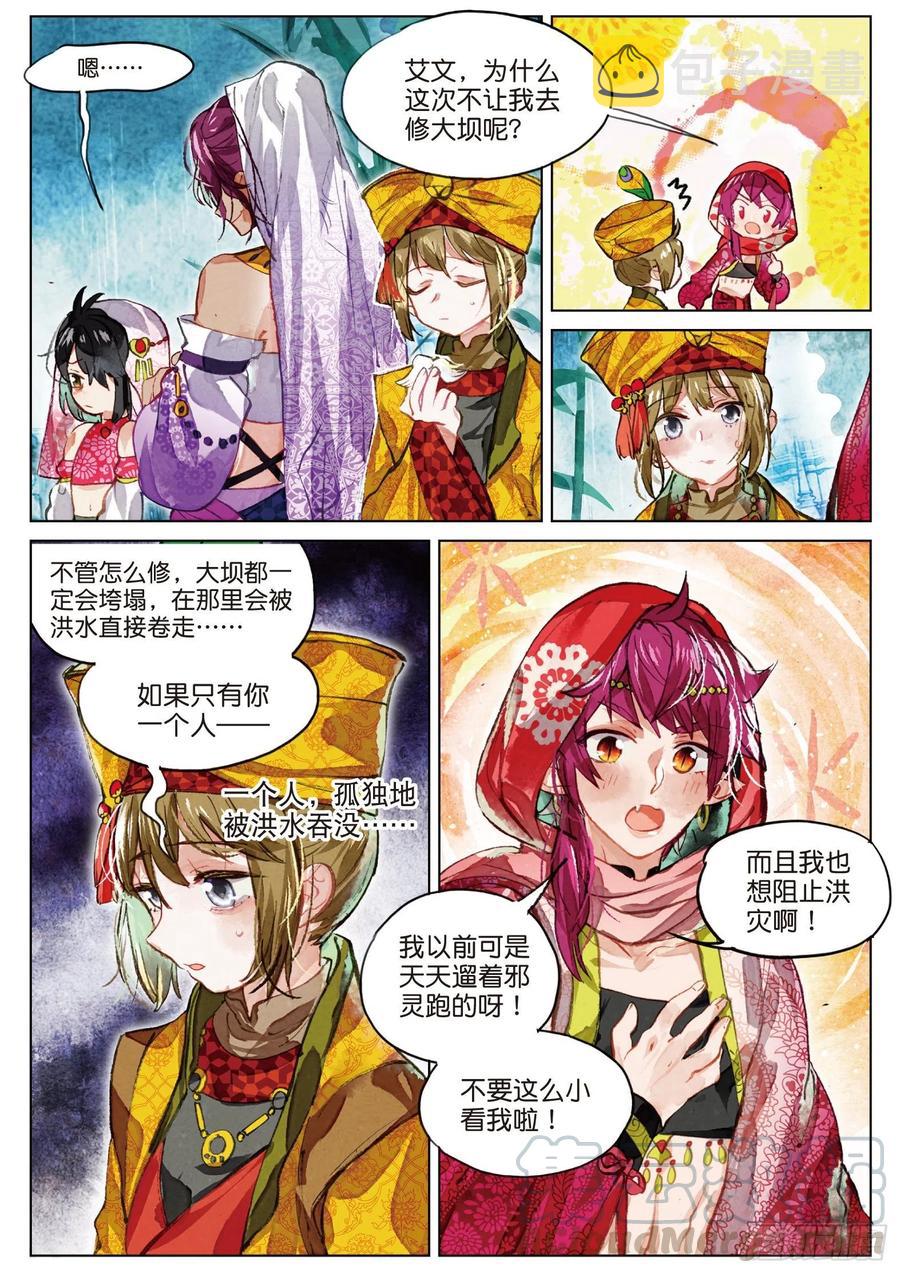 嗯……
艾文，为什么
这次不让我去
修大坝呢？
包子漫畫
不管怎么修，大坝都一
定会垮塌，在那里会被
洪水直接卷走……
如果只有你
一个人——
一个人，孤独地
被洪水吞没……
而且我也
想阻止洪
灾啊！
我以前可是
天天遛着邪
灵跑的呀！
不要这么小
看我啦！